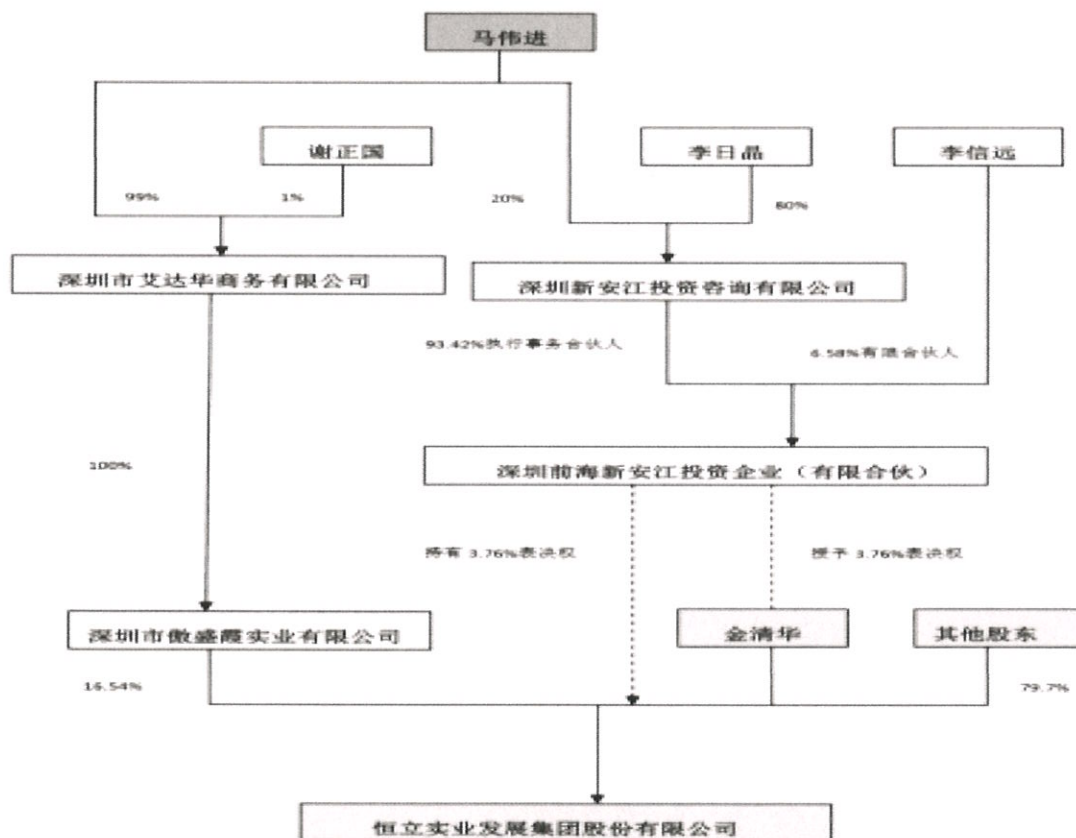 马伟进
谢正国
李日晶
李信远
99%
1%
20%
80%
深圳市艾达华商务有限公司
深圳新安江投资咨询有限公司
93.42%执行事务合伙人
6.58%有限合伙人
100%
深圳前海新安江投资企业（有限合伙）
持有 3.76%表决权
授予 3.76%表决权
深圳市傲盛霞实业有限公司
金清华
其他股东
16.54%
79.7%
恒立实业发展集团股份有限公司